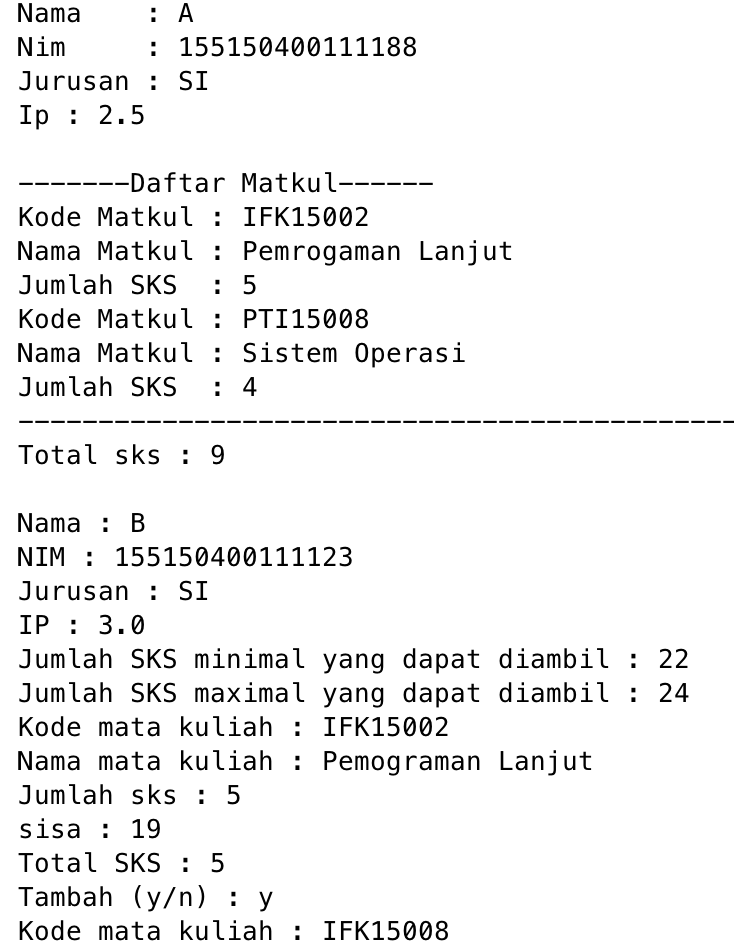 Nama    : A
Nim     : 155150400111188
Jurusan : SI
Ip : 2.5
-------Daftar Matkul------
Kode Matkul : IFK15002
Nama Matkul : Pemrogaman Lanjut
Jumlah SKS  : 5
Kode Matkul : PTI15008
Nama Matkul : Sistem Operasi
Jumlah SKS  : 4
---------------------------------------------
Total sks : 9
Nama : B
NIM : 155150400111123
Jurusan : SI
IP : 3.0
Jumlah SKS minimal yang dapat diambil : 22
Jumlah SKS maximal yang dapat diambil : 24
Kode mata kuliah : IFK15002
Nama mata kuliah : Pemograman Lanjut
Jumlah sks : 5
sisa : 19
Total SKS : 5
Tambah (y/n) : y
Kode mata kuliah : IFK15008